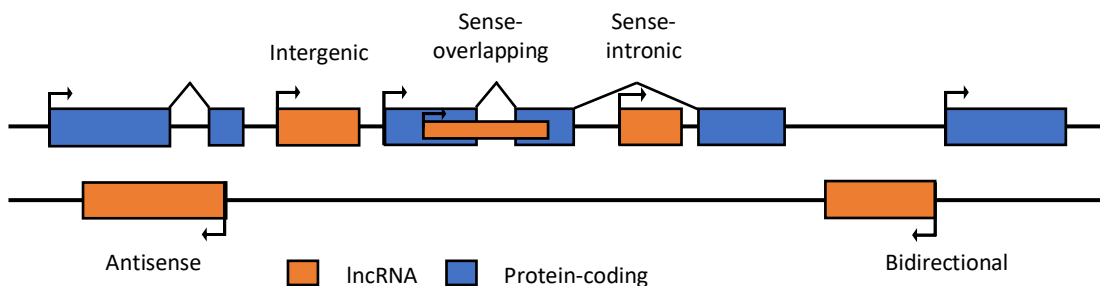 Intergenic
Sense-
overlapping
Sense-
intronic
Antisense
lncRNA
Protein-coding
Bidirectional